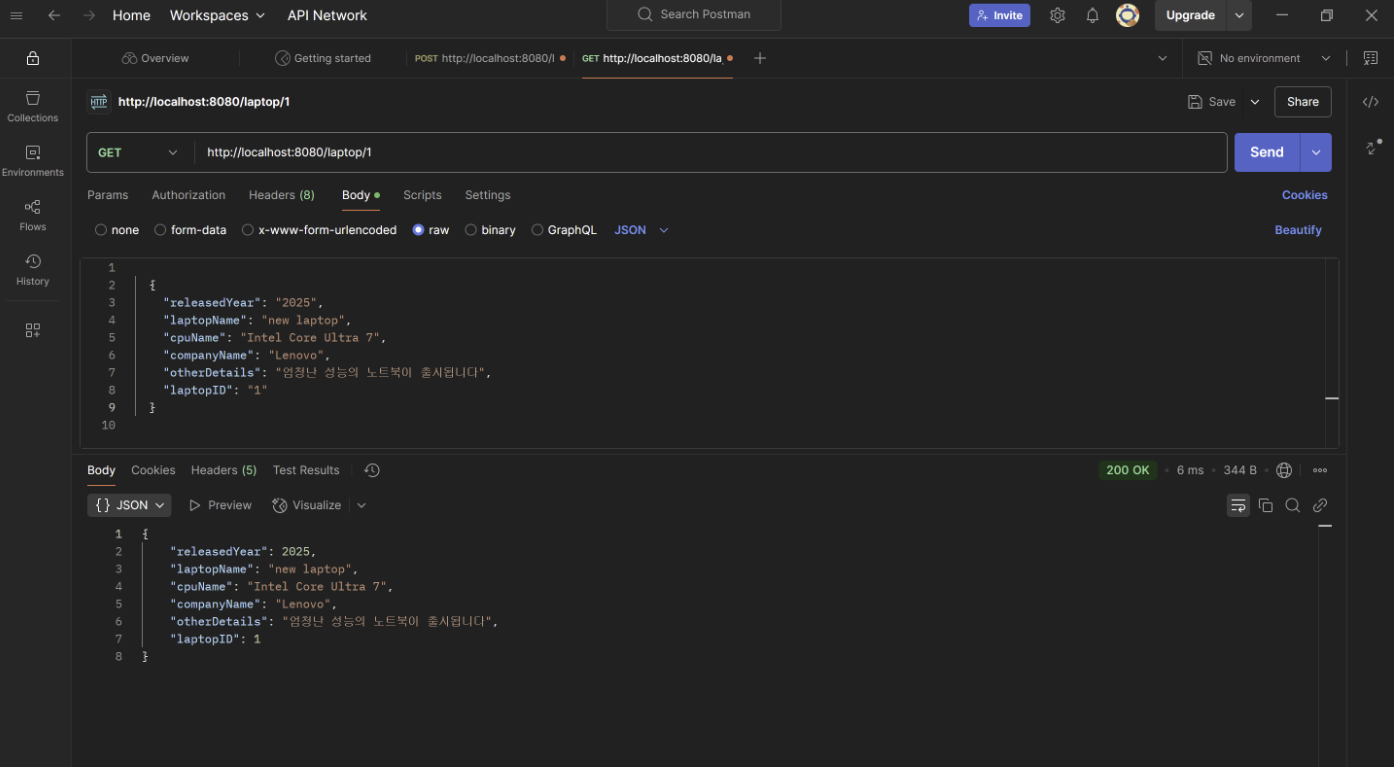 Home Workspaces API Network Search Postman Invite Upgrade
Overview Getting started POST http://localhost:8080/l GET http://localhost:8080/la No environment
HTTP http://localhost:8080/laptop/1 Save Share
Collections
GET http://localhost:8080/laptop/1 Send
Environments
Params Authorization Headers (8) Body Scripts Settings Cookies
Flows
none form-data x-www-form-urlencoded raw binary GraphQL JSON Beautify
History
1
2 {
3 "releasedYear": "2025",
4 "laptopName": "new laptop",
5 "cpuName": "Intel Core Ultra 7",
6 "companyName": "Lenovo",
7 "otherDetails": "엄청난 성능의 노트북이 출시됩니다",
8 "laptopID": "1"
9 }
10
Body Cookies Headers (5) Test Results 200 OK • 6 ms • 344 B •
{} JSON Preview Visualize
1 {
2 "releasedYear": 2025,
3 "laptopName": "new laptop",
4 "cpuName": "Intel Core Ultra 7",
5 "companyName": "Lenovo",
6 "otherDetails": "엄청난 성능의 노트북이 출시됩니다",
7 "laptopID": 1
8 }